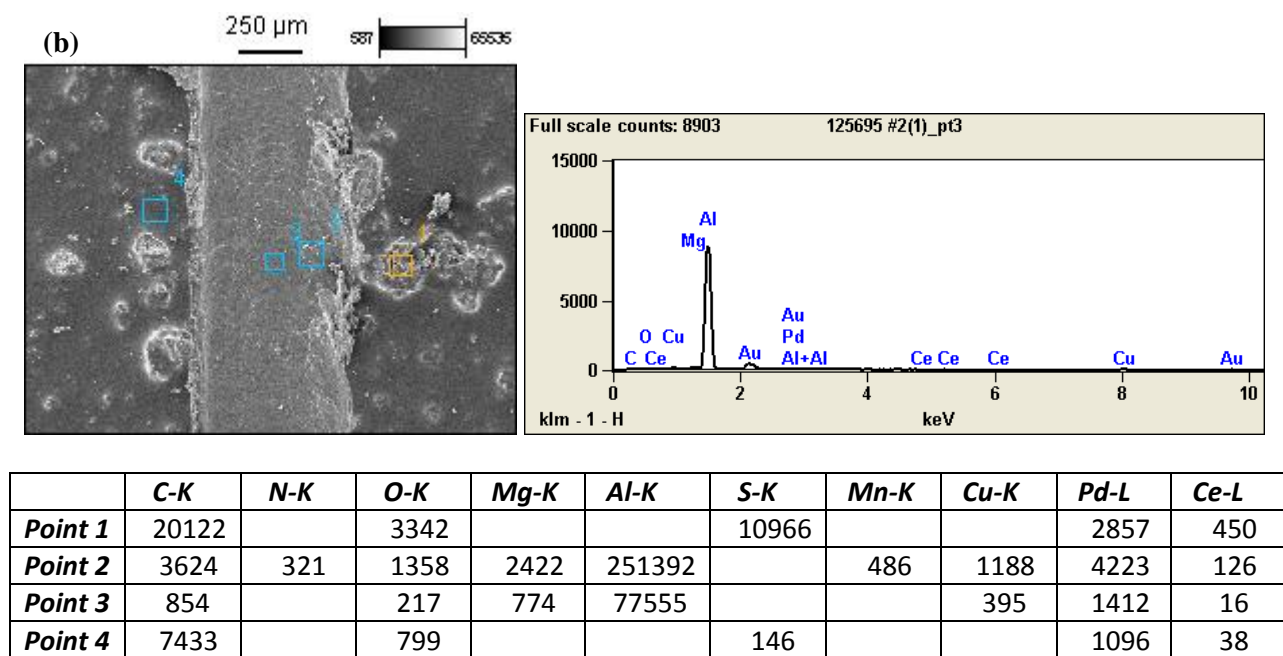 (b)
250 µm
587 65535
4
1
Full scale counts: 8903 125695 #2(1)_pt3
15000
10000
5000
0
Al
Mg
O Cu
C Ce
Au
Au
Pd
Al+Al
Ce Ce Ce Cu Au
0 2 4 6 8 10
klm - 1 - H keV
C-K N-K O-K Mg-K Al-K S-K Mn-K Cu-K Pd-L Ce-L
Point 1 20122 3342 10966 2857 450
Point 2 3624 321 1358 2422 251392 486 1188 4223 126
Point 3 854 217 774 77555 395 1412 16
Point 4 7433 799 146 1096 38